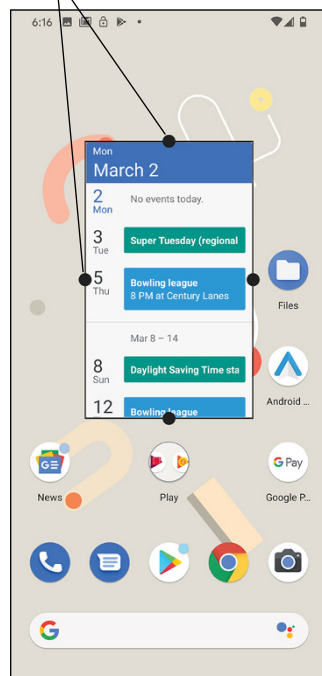 6:16
Mon
March 2
2
Mon
No events today.
3
Tue
Super Tuesday (regional
5
Thu
Bowling league
8 PM at Century Lanes
Files
Mar 8 – 14
8
Sun
Daylight Saving Time sta
Android ...
12
Bowling league
GE
G Pay
News
Play
Google P...
G